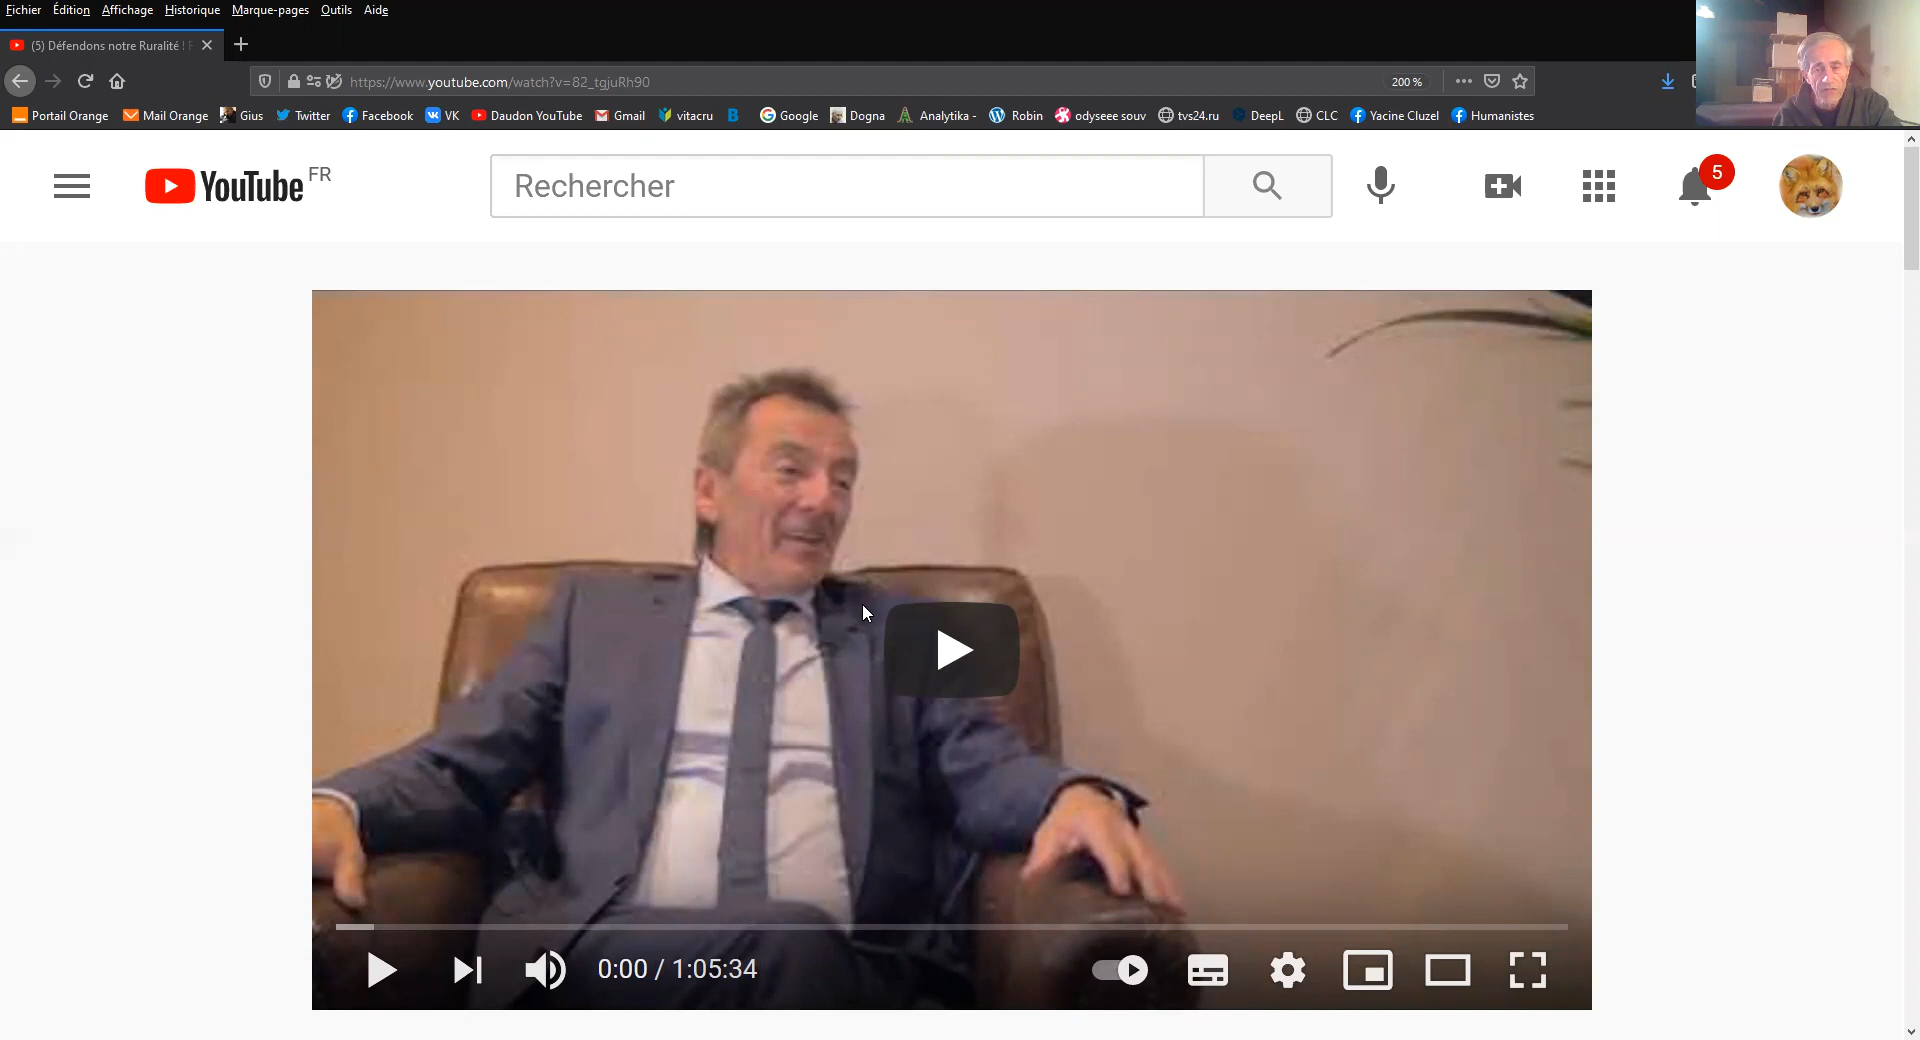 Fichier Édition Affichage Historique Marque-pages Outils Aide
(5) Défendons notre Ruralité !
https://www.youtube.com/watch?v=82_tgjuRh90 200 %
Portail Orange Mail Orange Gius Twitter Facebook VK Daudon YouTube Gmail vitacru B Google Dogna Analytika - Robin odyseee souv tvs24.ru DeepL CLC Yacine Cluzel Humanistes
YouTube FR Rechercher 5
0:00 / 1:05:34